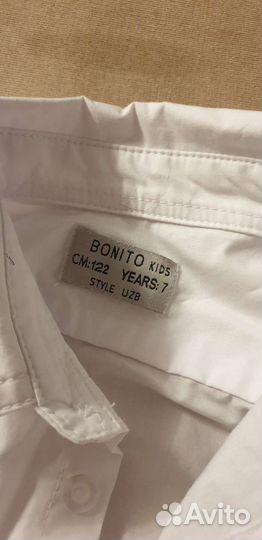 BONITO KIDS
CM:122 YEARS:7
STYLE UZB
Avito